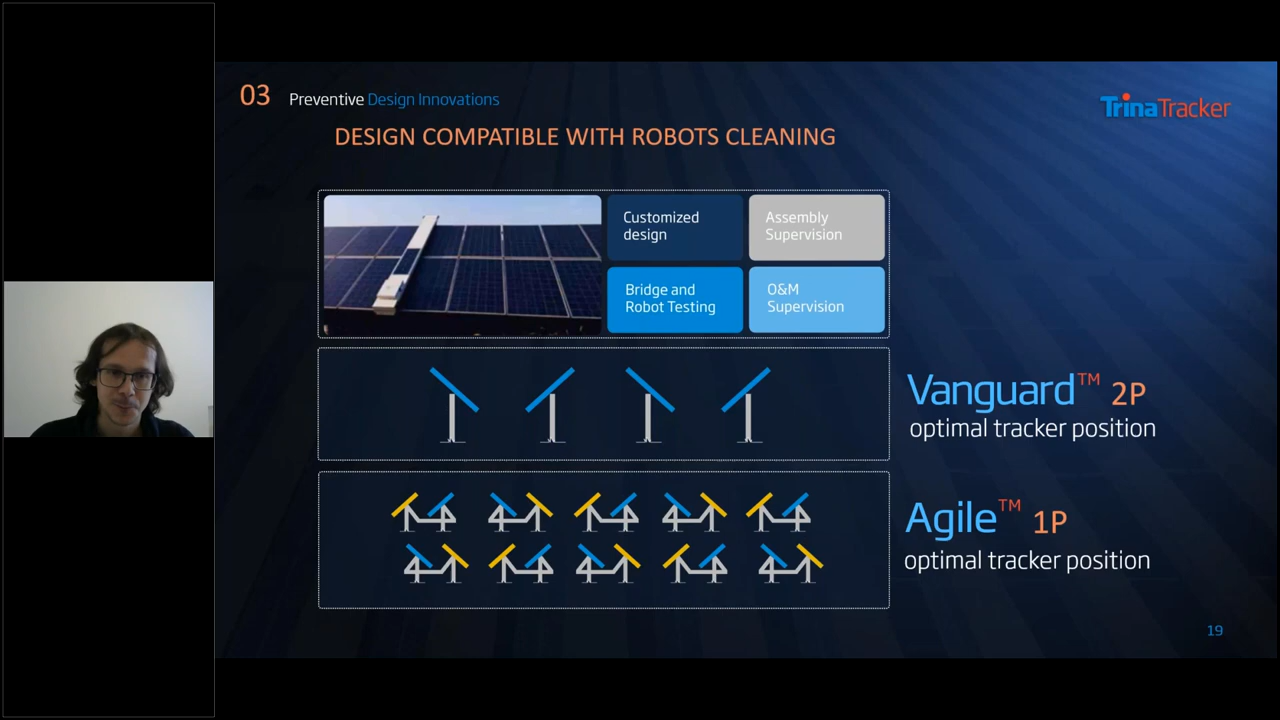 03 Preventive Design Innovations
TrinaTracker
DESIGN COMPATIBLE WITH ROBOTS CLEANING
Customized
design
Assembly
Supervision
Bridge and
Robot Testing
O&M
Supervision
Vanguard™ 2P
optimal tracker position
Agile™ 1P
optimal tracker position
19